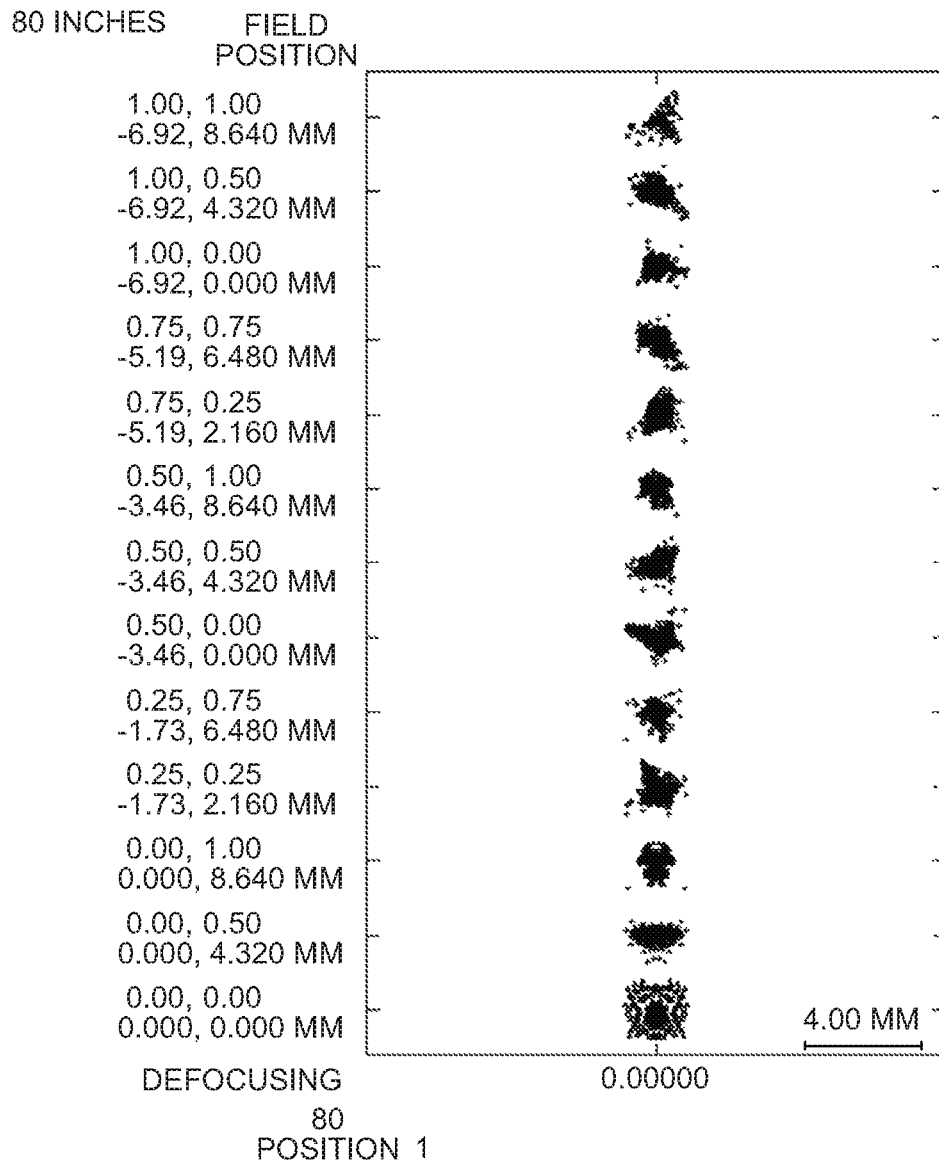 80 INCHES
FIELD
POSITION
1.00, 1.00
-6.92, 8.640 MM
1.00, 0.50
-6.92, 4.320 MM
1.00, 0.00
-6.92, 0.000 MM
0.75, 0.75
-5.19, 6.480 MM
0.75, 0.25
-5.19, 2.160 MM
0.50, 1.00
-3.46, 8.640 MM
0.50, 0.50
-3.46, 4.320 MM
0.50, 0.00
-3.46, 0.000 MM
0.25, 0.75
-1.73, 6.480 MM
0.25, 0.25
-1.73, 2.160 MM
0.00, 1.00
0.000, 8.640 MM
0.00, 0.50
0.000, 4.320 MM
0.00, 0.00
0.000, 0.000 MM
4.00 MM
DEFOCUSING 0.00000
80
POSITION 1